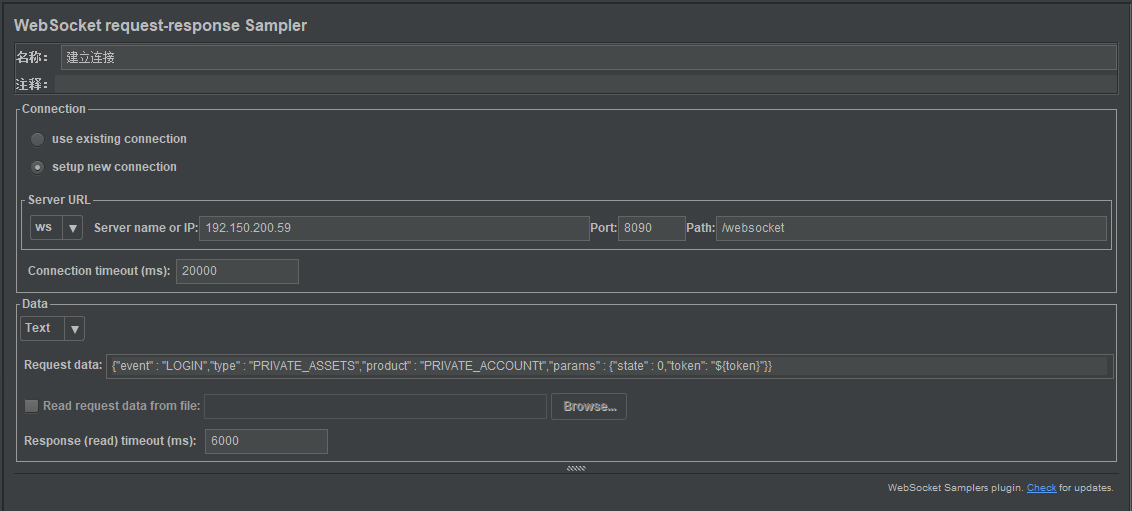 WebSocket request-response Sampler
名称： 建立连接
注释：
Connection
use existing connection
setup new connection
Server URL
ws Server name or IP: 192.150.200.59 Port: 8090 Path: /websocket
Connection timeout (ms): 20000
Data
Text
Request data: {"event" : "LOGIN","type" : "PRIVATE_ASSETS","product" : "PRIVATE_ACCOUNTt","params" : {"state" : 0,"token": "${token}"}}
Read request data from file: Browse...
Response (read) timeout (ms): 6000
WebSocket Samplers plugin. Check for updates.